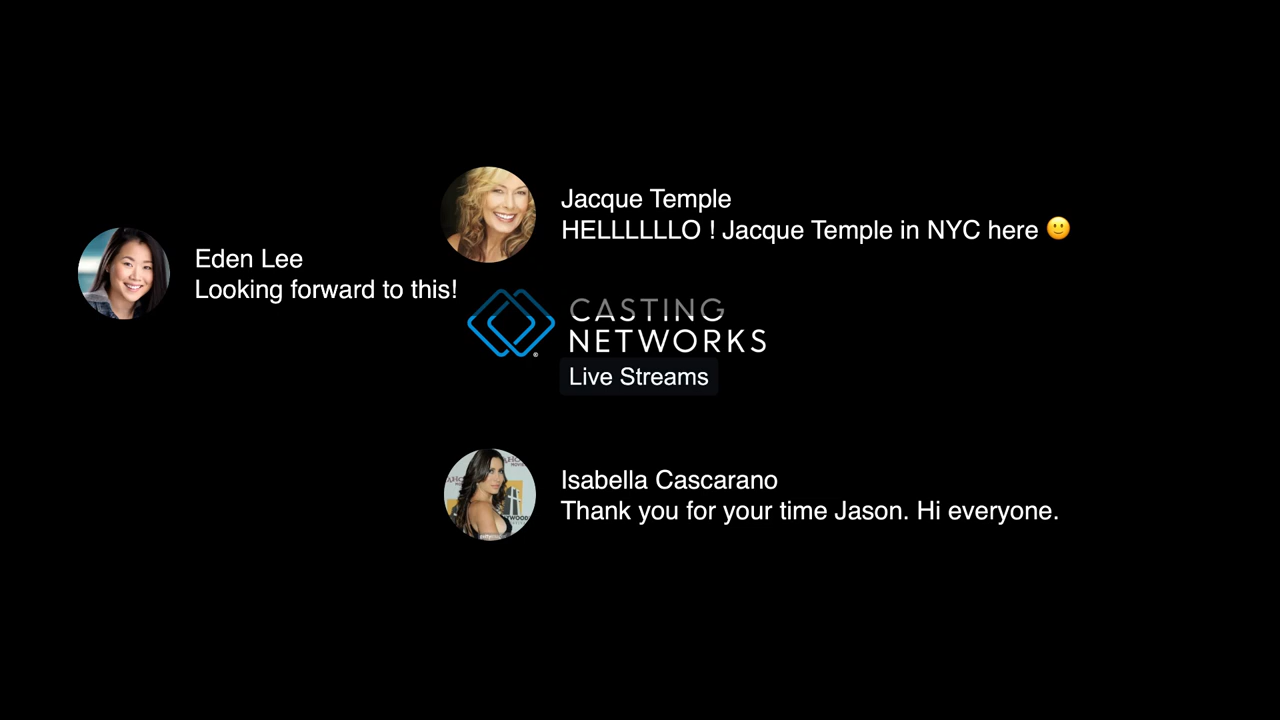 Jacque Temple
HELLLLLLO ! Jacque Temple in NYC here 🙂
Eden Lee
Looking forward to this!
CASTING
NETWORKS
®
Live Streams
Isabella Cascarano
Thank you for your time Jason. Hi everyone.